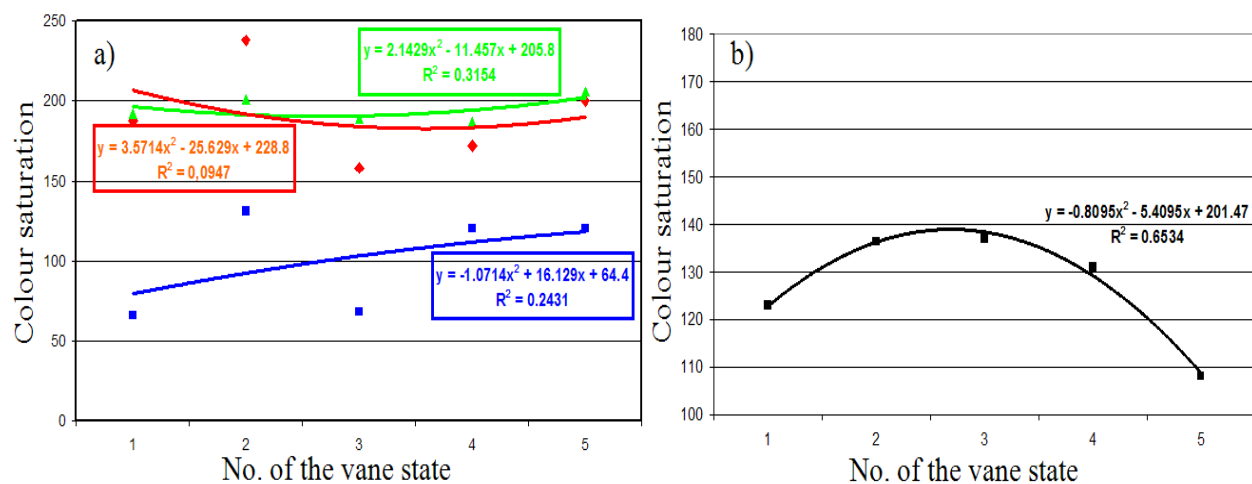 a)
Colour saturation
250
200
150
100
50
0
y = 2.1429x² - 11.457x + 205.8
R² = 0.3154
y = 3.5714x² - 25.629x + 228.8
R² = 0,0947
y = -1.0714x² + 16.129x + 64.4
R² = 0.2431
1 2 3 4 5
No. of the vane state
b)
Colour saturation
180
170
160
150
140
130
120
110
100
y = -0.8095x² - 5.4095x + 201.47
R² = 0.6534
1 2 3 4 5
No. of the vane state